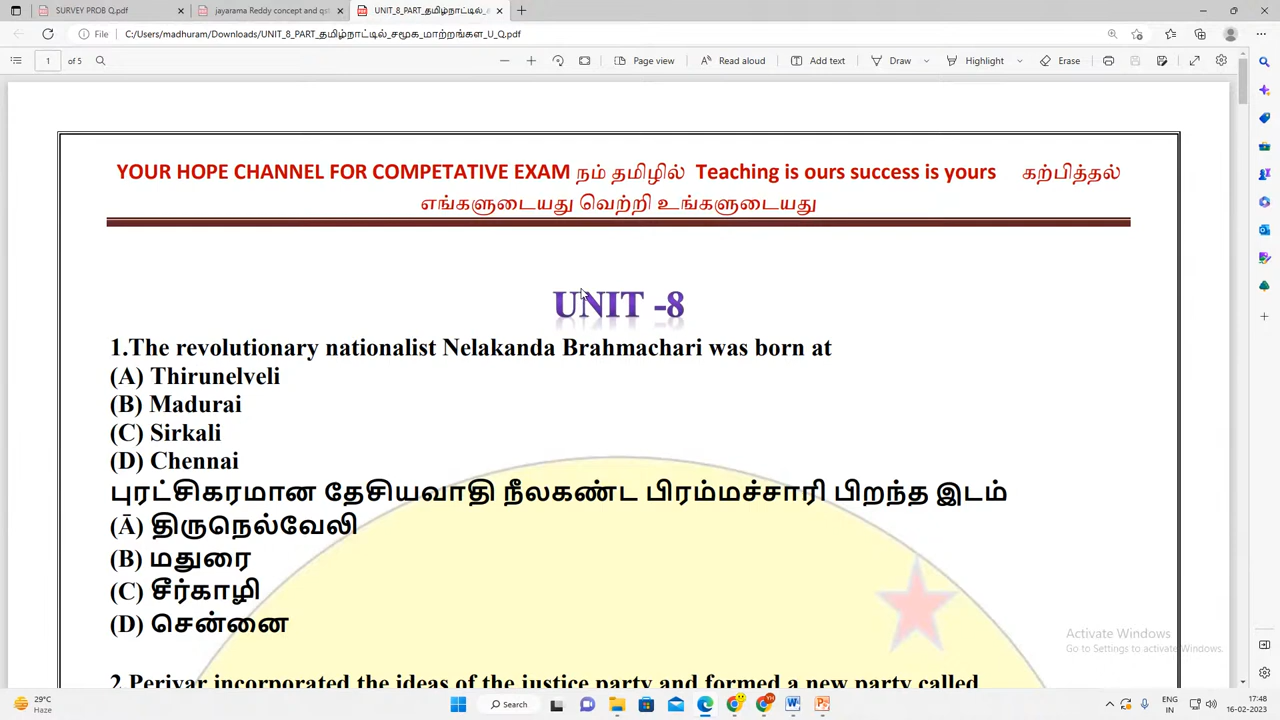 SURVEY PROB Q.pdf
jayarama Reddy concept and qst
UNIT_8_PART_தமிழ்நாட்டில்_ச
File
C:/Users/madhuram/Downloads/UNIT_8_PART_தமிழ்நாட்டில்_சமூக_மாற்றங்கள_U_Q.pdf
1 of 5
Page view
Read aloud
Add text
Draw
Highlight
Erase
YOUR HOPE CHANNEL FOR COMPETATIVE EXAM நம் தமிழில் Teaching is ours success is yours கற்பித்தல்
எங்களுடையது வெற்றி உங்களுடையது
UNIT -8
1.The revolutionary nationalist Nelakanda Brahmachari was born at
(A) Thirunelveli
(B) Madurai
(C) Sirkali
(D) Chennai
புரட்சிகரமான தேசியவாதி நீலகண்ட பிரம்மச்சாரி பிறந்த இடம்
(Ā) திருநெல்வேலி
(B) மதுரை
(C) சீர்காழி
(D) சென்னை
2.Periyar incorporated the ideas of the justice party and formed a new party called
Activate Windows
Go to Settings to activate Windows.
29°C
Haze
Search
ENG
IN
17:48
16-02-2023